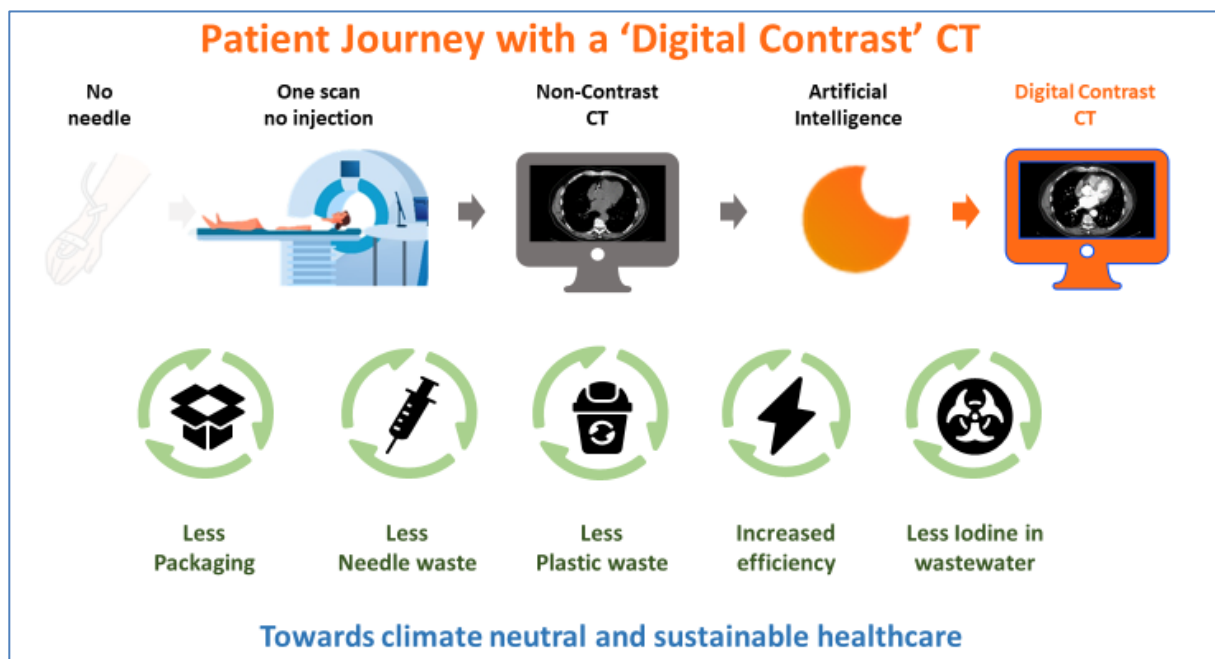 Patient Journey with a ‘Digital Contrast’ CT
No
needle
One scan
no injection
Non-Contrast
CT
Artificial
Intelligence
Digital Contrast
CT
Less
Packaging
Less
Needle waste
Less
Plastic waste
Increased
efficiency
Less Iodine in
wastewater
Towards climate neutral and sustainable healthcare